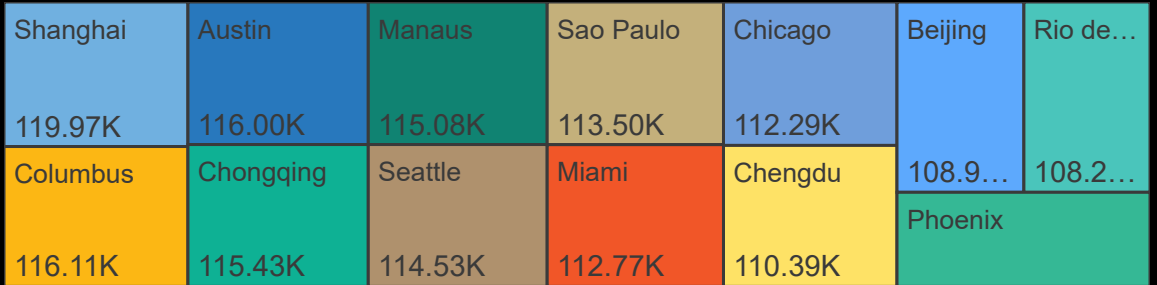 Shanghai
119.97K
Austin
116.00K
Manaus
115.08K
Sao Paulo
113.50K
Chicago
112.29K
Beijing
108.9…
Rio de…
108.2…
Columbus
116.11K
Chongqing
115.43K
Seattle
114.53K
Miami
112.77K
Chengdu
110.39K
Phoenix